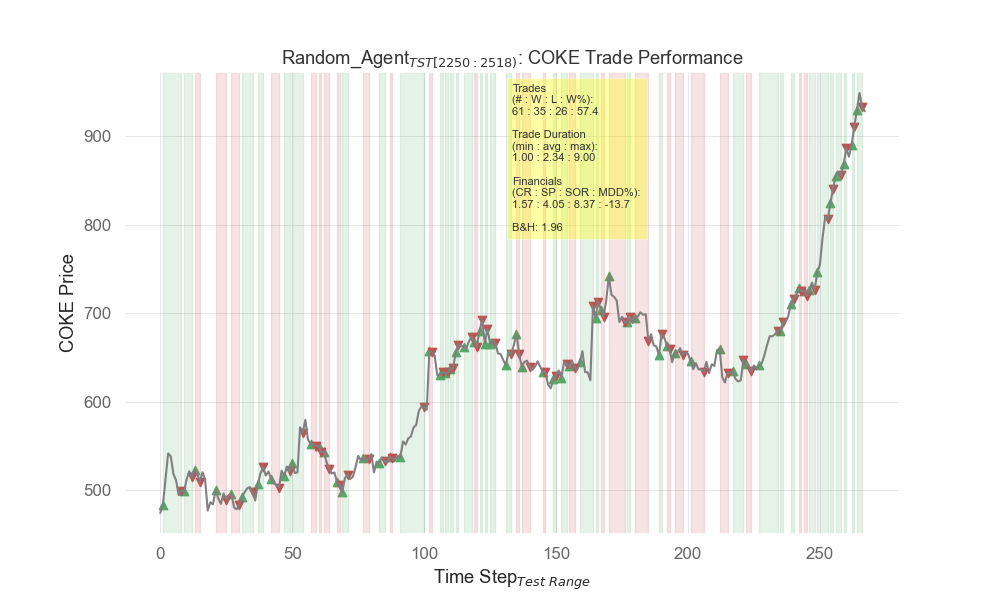 Random_Agent TST[2250 : 2518): COKE Trade Performance
Trades
(# : W : L : W%):
61 : 35 : 26 : 57.4
Trade Duration
(min : avg : max):
1.00 : 2.34 : 9.00
Financials
(CR : SP : SOR : MDD%):
1.57 : 4.05 : 8.37 : -13.7
B&H: 1.96
COKE Price
900
800
700
600
500
0 50 100 150 200 250
Time Step Test Range